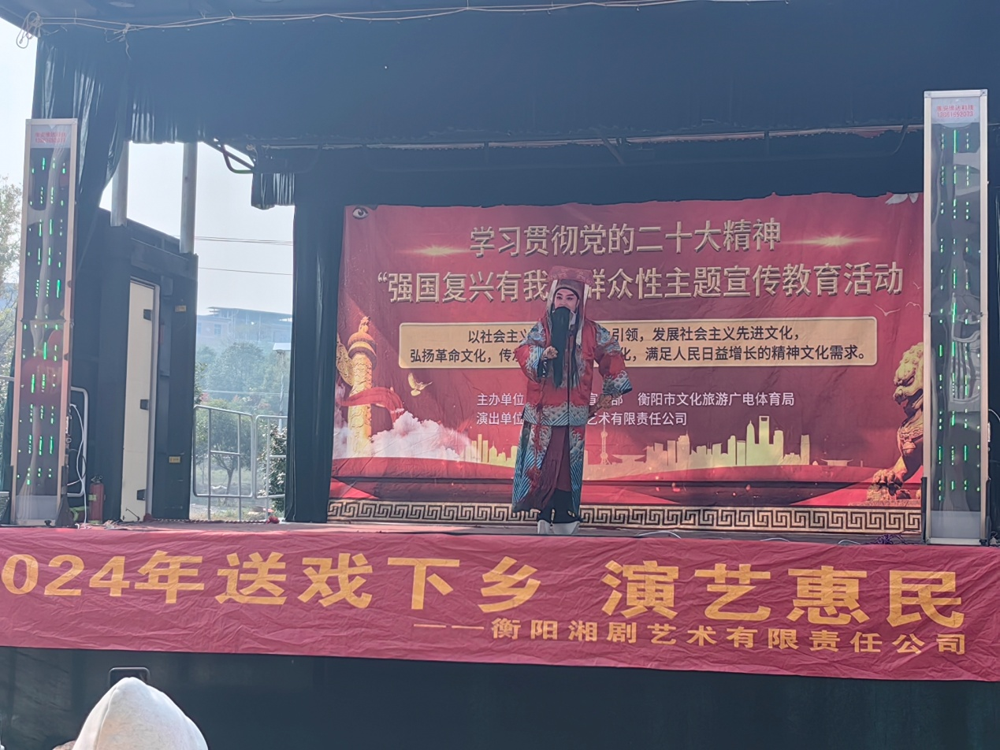 学习贯彻党的二十大精神
“强国复兴有我 群众性主题宣传教育活动
以社会主义 引领，发展社会主义先进文化，
弘扬革命文化，传承 化，满足人民日益增长的精神文化需求。
主办单位 宣传部 衡阳市文化旅游广电体育局
演出单位 艺术有限责任公司
2024年送戏下乡 演艺惠民
——衡阳湘剧艺术有限责任公司